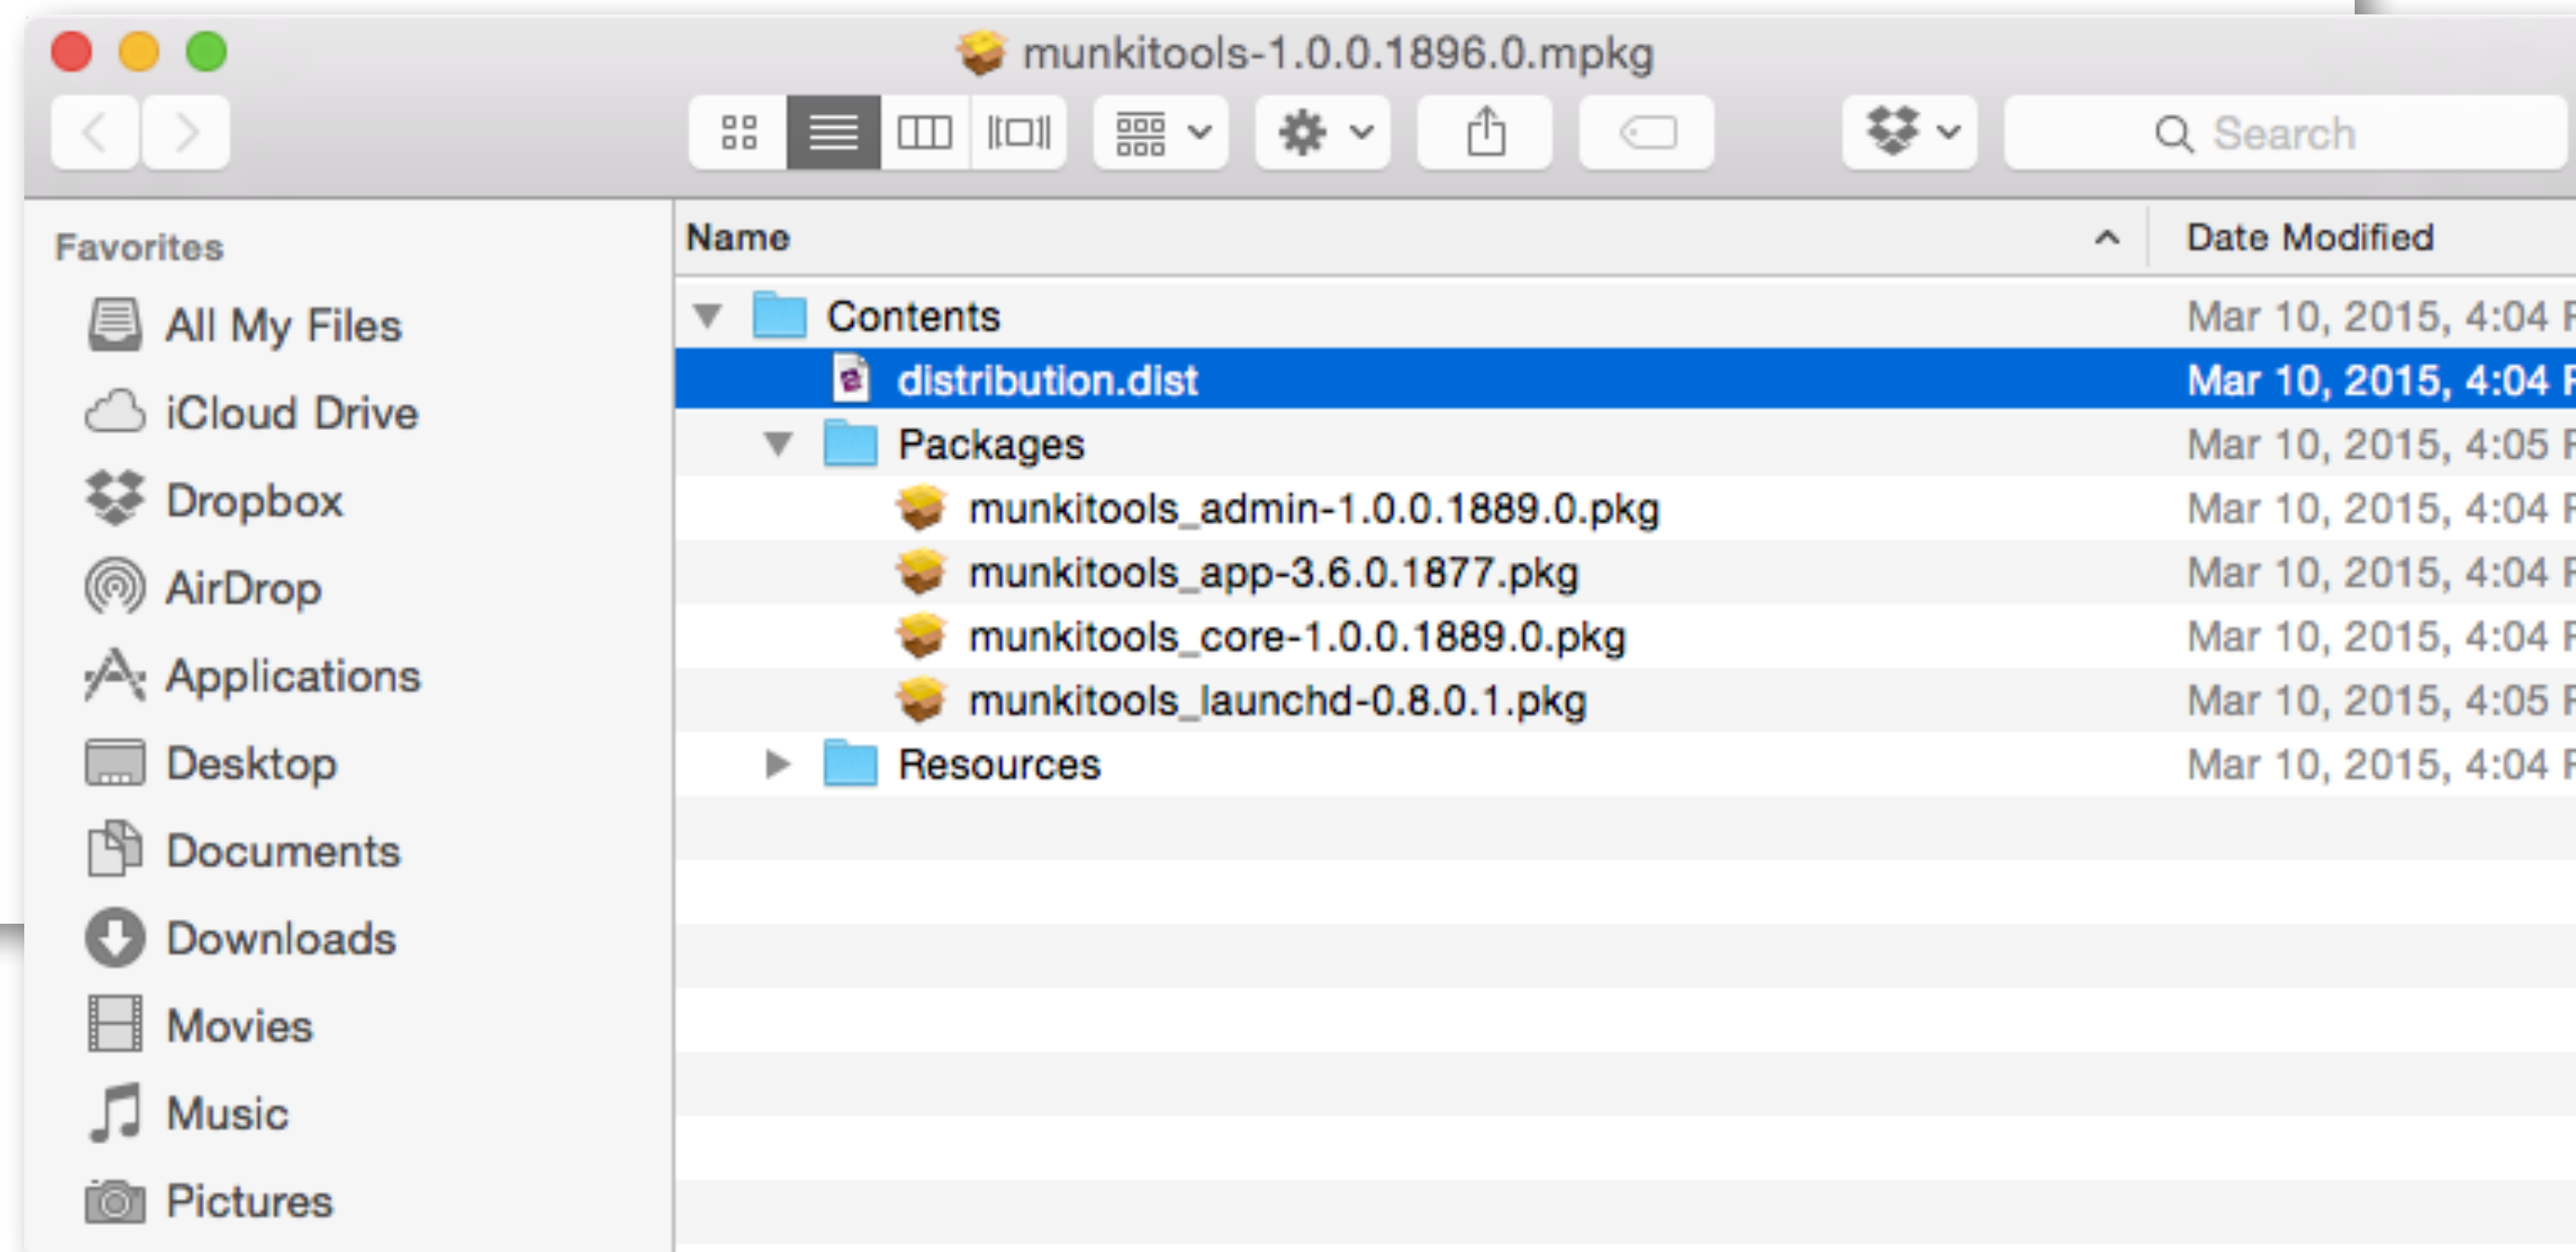 munkitools-1.0.0.1896.0.mpkg
Search
Favorites
All My Files
iCloud Drive
Dropbox
AirDrop
Applications
Desktop
Documents
Downloads
Movies
Music
Pictures
Name Date Modified
Contents Mar 10, 2015, 4:04 P
distribution.dist Mar 10, 2015, 4:04 P
Packages Mar 10, 2015, 4:05 P
munkitools_admin-1.0.0.1889.0.pkg Mar 10, 2015, 4:04 P
munkitools_app-3.6.0.1877.pkg Mar 10, 2015, 4:04 P
munkitools_core-1.0.0.1889.0.pkg Mar 10, 2015, 4:04 P
munkitools_launchd-0.8.0.1.pkg Mar 10, 2015, 4:05 P
Resources Mar 10, 2015, 4:04 P